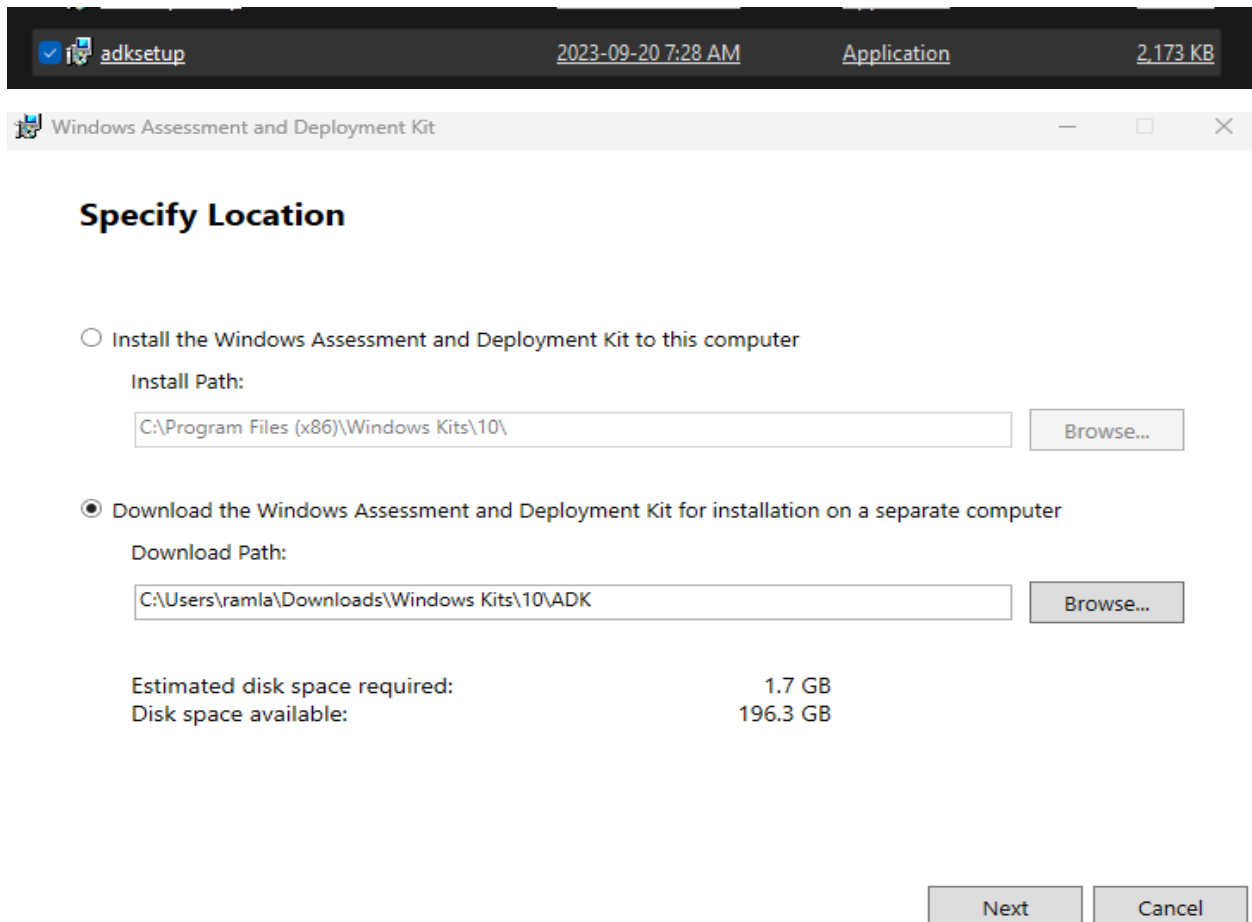 adksetup 2023-09-20 7:28 AM Application 2,173 KB
Windows Assessment and Deployment Kit
Specify Location
Install the Windows Assessment and Deployment Kit to this computer
Install Path:
C:\Program Files (x86)\Windows Kits\10\ Browse...
Download the Windows Assessment and Deployment Kit for installation on a separate computer
Download Path:
C:\Users\ramla\Downloads\Windows Kits\10\ADK Browse...
Estimated disk space required: 1.7 GB
Disk space available: 196.3 GB
Next Cancel